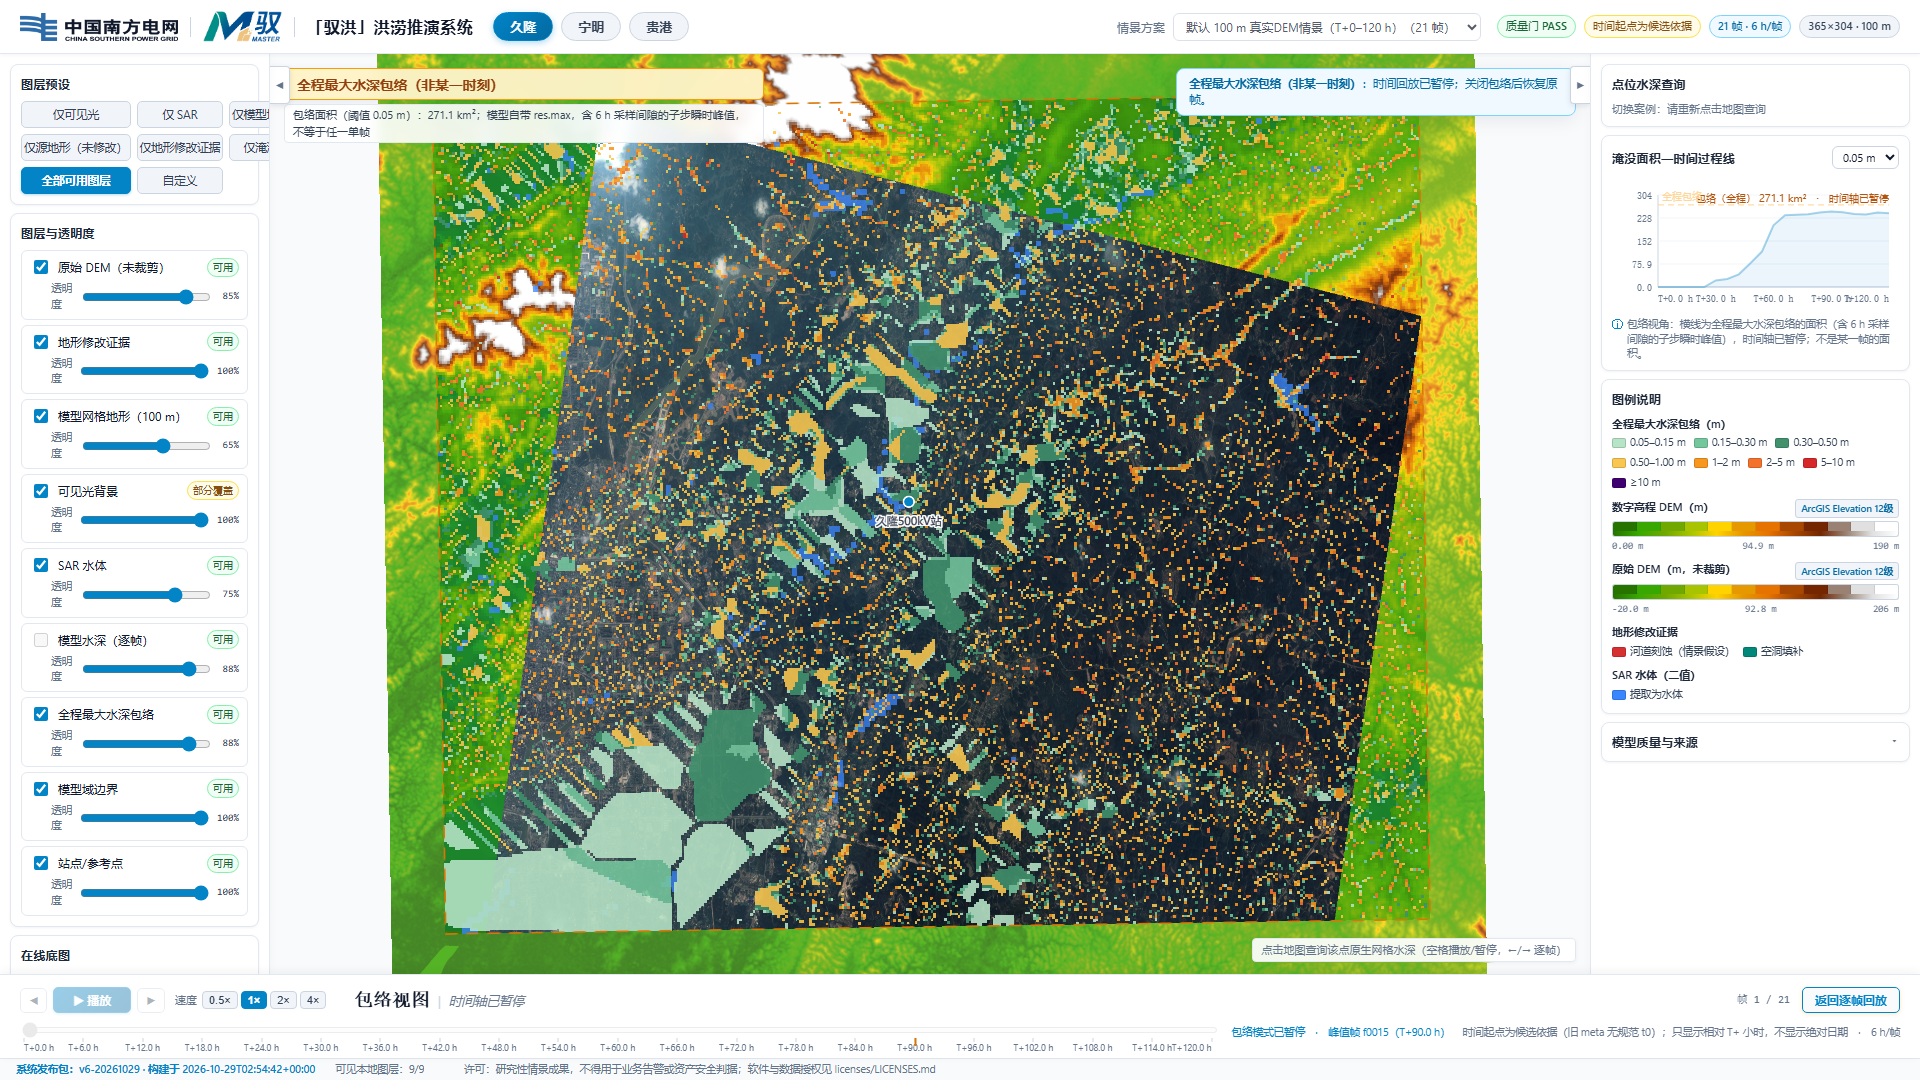 中国南方电网
CHINA SOUTHERN POWER GRID
驭
MASTER
「驭洪」洪涝推演系统
久隆
宁明
贵港
情景方案
默认 100 m 真实DEM情景（T+0–120 h）（21 帧）
质量门 PASS
时间起点为候选依据
21 帧 · 6 h/帧
365×304 · 100 m
图层预设
仅可见光
仅 SAR
仅模型
仅源地形（未修改）
仅地形修改证据
全部可用图层
自定义
图层与透明度
原始 DEM（未裁剪）
可用
透明度
85%
地形修改证据
可用
透明度
100%
模型网格地形（100 m）
可用
透明度
65%
可见光背景
部分覆盖
透明度
100%
SAR 水体
可用
透明度
75%
模型水深（逐帧）
可用
透明度
88%
全程最大水深包络
可用
透明度
88%
模型域边界
可用
透明度
100%
站点/参考点
可用
透明度
100%
在线底图
全程最大水深包络（非某一时刻）
包络面积（阈值 0.05 m）：271.1 km²；模型自带 res.max，含 6 h 采样间隙的子步瞬时峰值，
不等于任一单帧
全程最大水深包络（非某一时刻）：时间回放已暂停；关闭包络后恢复原
帧。
久隆500kV站
点击地图查询该点原生网格水深（空格播放/暂停，←/→ 逐帧）
点位水深查询
切换案例：请重新点击地图查询
淹没面积—时间过程线
0.05 m
包络（全程） 271.1 km² · 时间轴已暂停
304
228
152
75.9
0.0
T+0.0 h
T+30.0 h
T+60.0 h
T+90.0 h
T+120.0 h
包络视角：横线为全程最大水深包络的面积（含 6 h 采样
间隙的子步瞬时峰值），时间轴已暂停；不是某一帧的面
积。
图例说明
全程最大水深包络（m）
0.05–0.15 m
0.15–0.30 m
0.30–0.50 m
0.50–1.00 m
1–2 m
2–5 m
5–10 m
≥10 m
数字高程 DEM（m）
ArcGIS Elevation 12级
0.00 m
94.9 m
190 m
原始 DEM（m，未裁剪）
ArcGIS Elevation 12级
-20.0 m
92.8 m
206 m
地形修改证据
河道刻蚀（情景假设）
空洞填补
SAR 水体（二值）
提取为水体
模型质量与来源
◀
▶ 播放
▶
速度
0.5×
1×
2×
4×
包络视图
时间轴已暂停
帧 1 / 21
返回逐帧回放
包络模式已暂停 · 峰值帧 f0015（T+90.0 h）
时间起点为候选依据（旧 meta 无规范 t0）；只显示相对 T+ 小时，不显示绝对日期 · 6 h/帧
T+0.0 h
T+6.0 h
T+12.0 h
T+18.0 h
T+24.0 h
T+30.0 h
T+36.0 h
T+42.0 h
T+48.0 h
T+54.0 h
T+60.0 h
T+66.0 h
T+72.0 h
T+78.0 h
T+84.0 h
T+90.0 h
T+96.0 h
T+102.0 h
T+108.0 h
T+114.0 h
T+120.0 h
系统发布包：v6-20261029 · 构建于 2026-10-29T02:54:42+00:00
可见本地图层：9/9
许可：研究性情景成果，不得用于业务告警或资产安全判据；软件与数据授权见 licenses/LICENSES.md